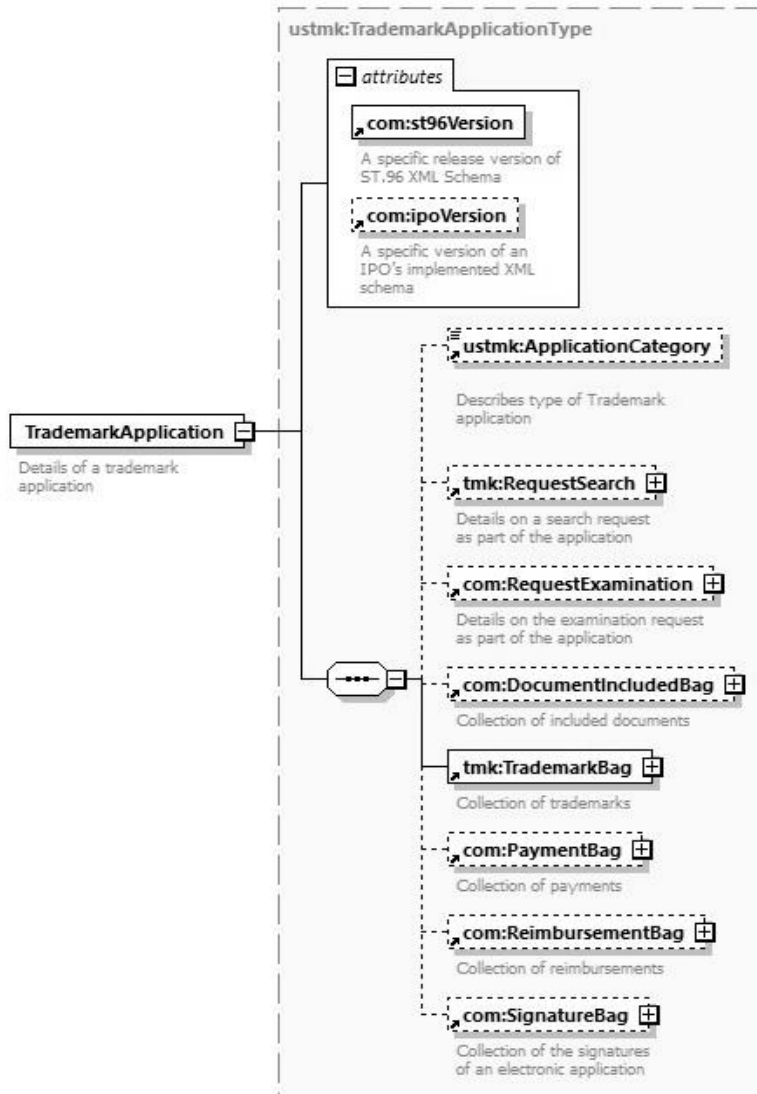 ustmk:TrademarkApplicationType
attributes
com:st96Version
A specific release version of
ST.96 XML Schema
com:ipoVersion
A specific version of an
IPO's implemented XML
schema
ustmk:ApplicationCategory
Describes type of Trademark
application
TrademarkApplication
Details of a trademark
application
tmk:RequestSearch
Details on a search request
as part of the application
com:RequestExamination
Details on the examination request
as part of the application
com:DocumentIncludedBag
Collection of included documents
tmk:TrademarkBag
Collection of trademarks
com:PaymentBag
Collection of payments
com:ReimbursementBag
Collection of reimbursements
com:SignatureBag
Collection of the signatures
of an electronic application